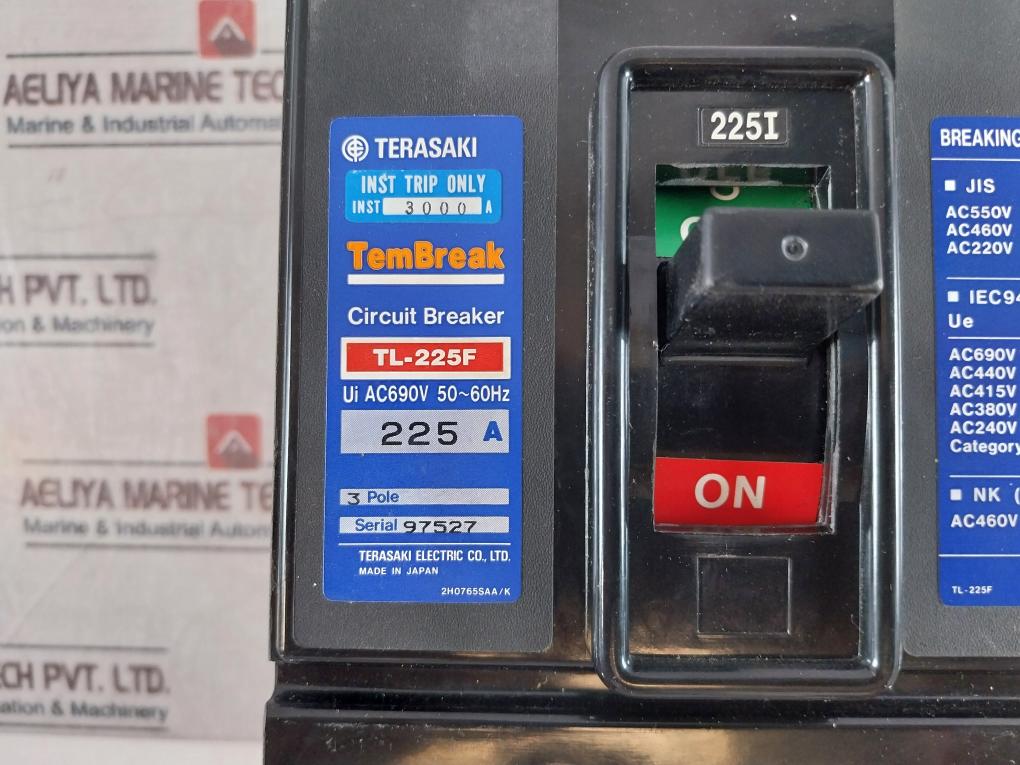 AELIYA MARINE TEC
Marine & Industrial Automa
H PVT. LTD.
on & Machinery
AELIYA MARINE TE
Marine & Industrial Autom
ECH PVT. LTD.
ation & Machinery
TERASAKI
INST TRIP ONLY
INST 3000 A
TemBreak
Circuit Breaker
TL-225F
Ui AC690V 50~60Hz
225 A
3 Pole
Serial 97527
TERASAKI ELECTRIC CO., LTD.
MADE IN JAPAN
2H0765SAA/K
225I
ON
BREAKING
■ JIS
AC550V
AC460V
AC220V
■ IEC94
Ue
AC690V
AC440V
AC415V
AC380V
AC240V
Category
■ NK (
AC460V
TL-225F